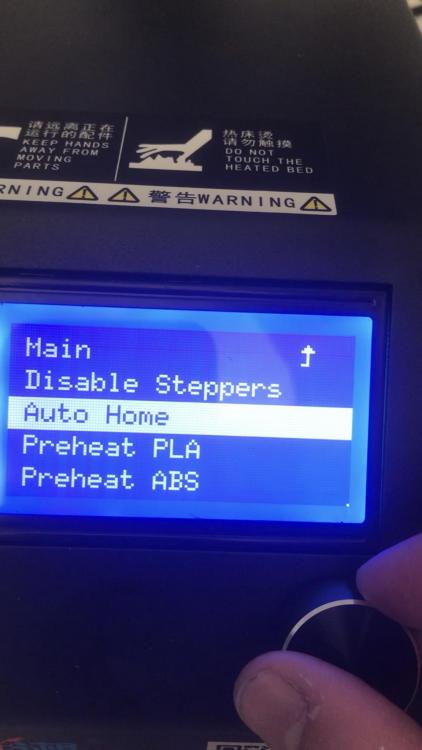 请远离正在
运行的配件
KEEP HANDS
AWAY FROM
MOVING
PARTS
热床烫
请勿触摸
DO NOT
TOUCH THE
HEATED BED
警告WARNING
Main
Disable Steppers
Auto Home
Preheat PLA
Preheat ABS